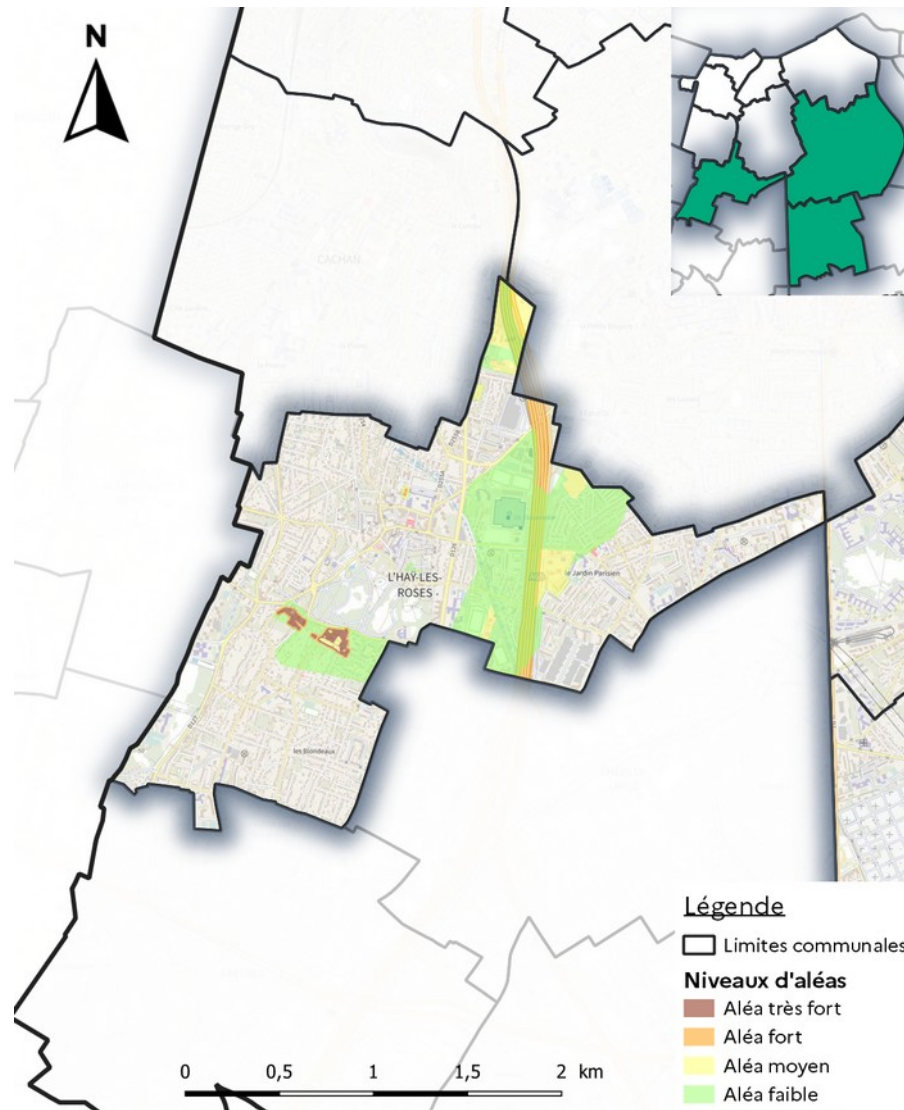 N
CACHAN
D127
L'HAŸ-LES-
ROSES
le Jardin Parisien
les Blondeaux
Légende
Limites communales
Niveaux d'aléas
Aléa très fort
Aléa fort
Aléa moyen
Aléa faible
0 0,5 1 1,5 2 km